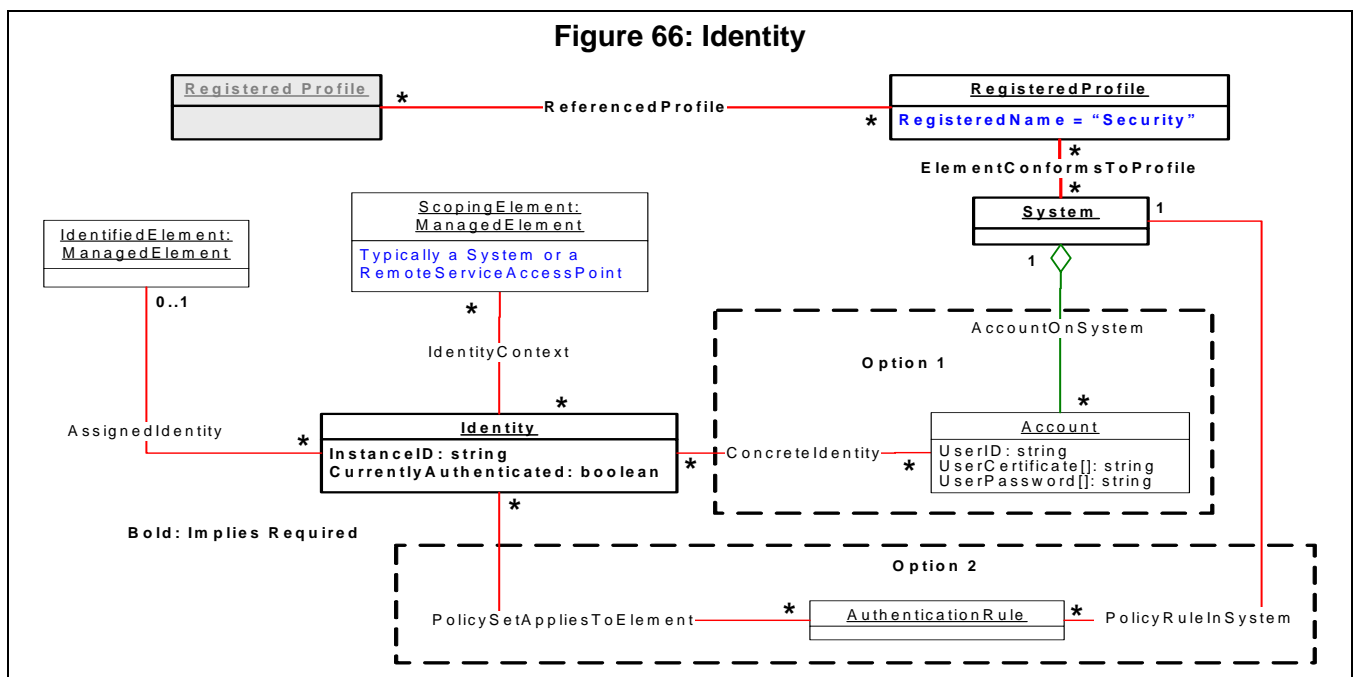 Figure 66: Identity
Registered Profile
*
ReferencedProfile
*
RegisteredProfile
RegisteredName = “Security”
*
ElementConformsToProfile
*
System
1
1
IdentifiedElement:
ManagedElement
0..1
ScopingElement:
ManagedElement
Typically a System or a
RemoteServiceAccessPoint
*
IdentityContext
*
AccountOnSystem
Option 1
*
AssignedIdentity
*
Identity
InstanceID: string
CurrentlyAuthenticated: boolean
*
*
ConcreteIdentity
*
Account
UserID: string
UserCertificate[]: string
UserPassword[]: string
Bold: Implies Required
Option 2
PolicySetAppliesToElement
*
AuthenticationRule
*
PolicyRuleInSystem